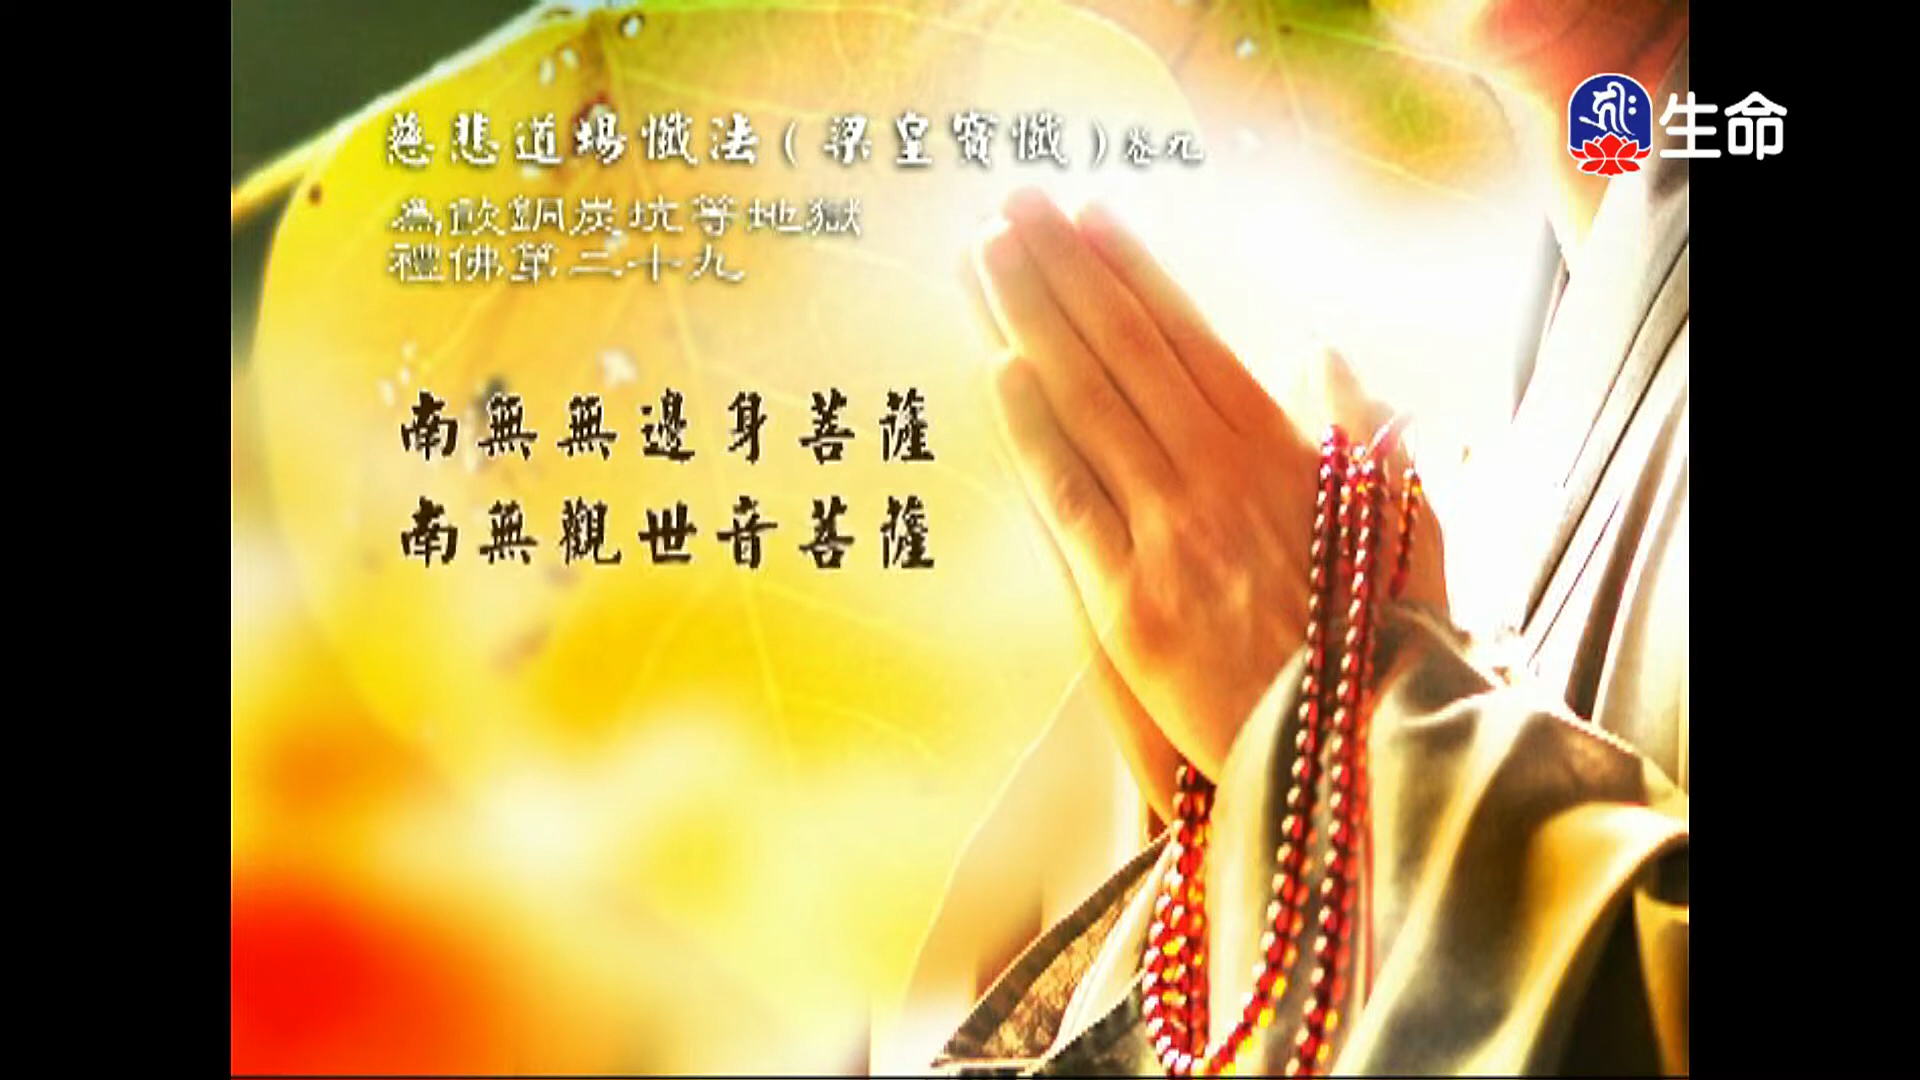 慈悲道場懺法(梁皇寶懺)卷九
為飲銅炭坑等地獄
禮佛第三十九
南無無邊身菩薩
南無觀世音菩薩
生命